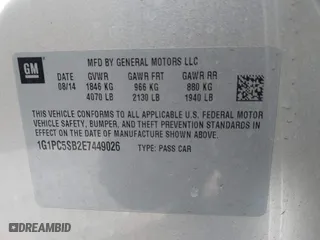 GM
MFD BY GENERAL MOTORS LLC
DATE GVWR GAWR FRT GAWR RR
08/14 1846 KG 966 KG 880 KG
4070 LB 2130 LB 1940 LB
THIS VEHICLE CONFORMS TO ALL APPLICABLE U.S. FEDERAL MOTOR
VEHICLE SAFETY, BUMPER, AND THEFT PREVENTION STANDARDS IN
EFFECT ON THE DATE OF MANUFACTURE SHOWN ABOVE.
1G1PC5SB2E7449026 TYPE: PASS CAR
DEALERSHIP.COM